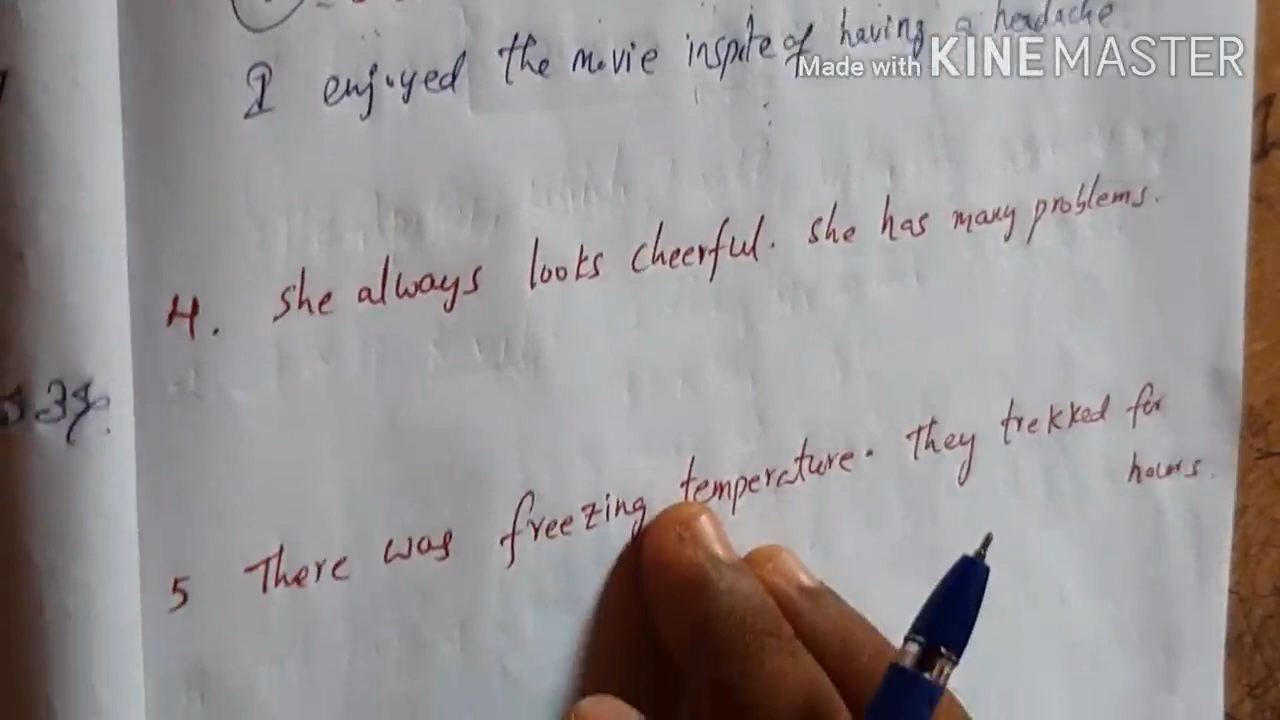 I enjoyed the movie inspite of having a headache
Made with KINEMASTER
4. She always looks cheerful. she has many problems.
337.
5 There was freezing temperature. They trekked for
hours.